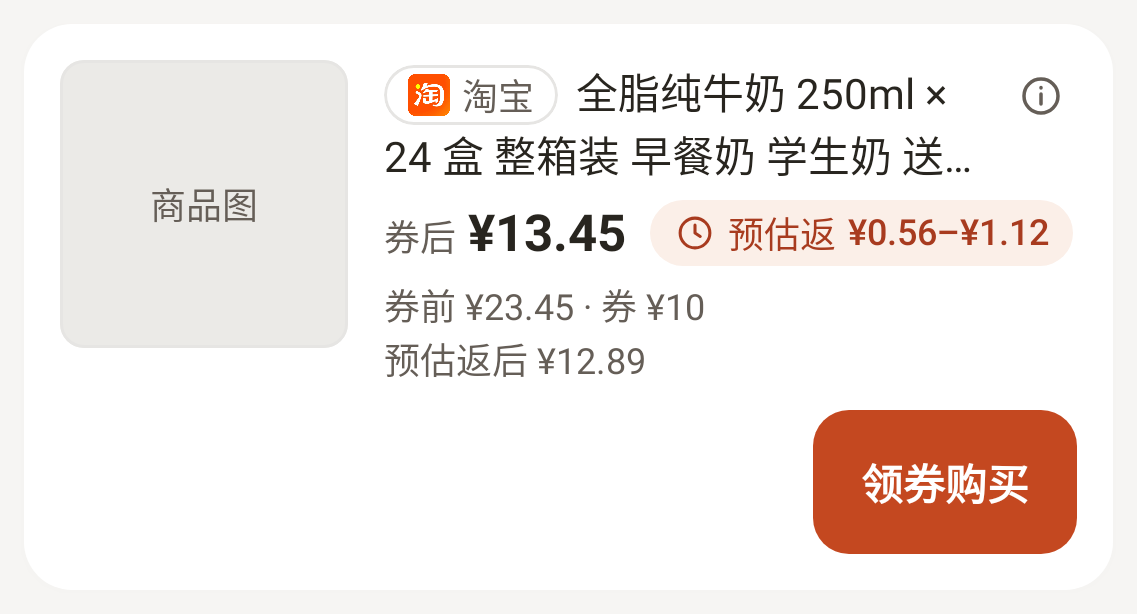 商品图
淘 淘宝 全脂纯牛奶 250ml ×
24 盒 整箱装 早餐奶 学生奶 送…
券后 ¥13.45 预估返 ¥0.56–¥1.12
券前 ¥23.45 · 券 ¥10
预估返后 ¥12.89
领券购买